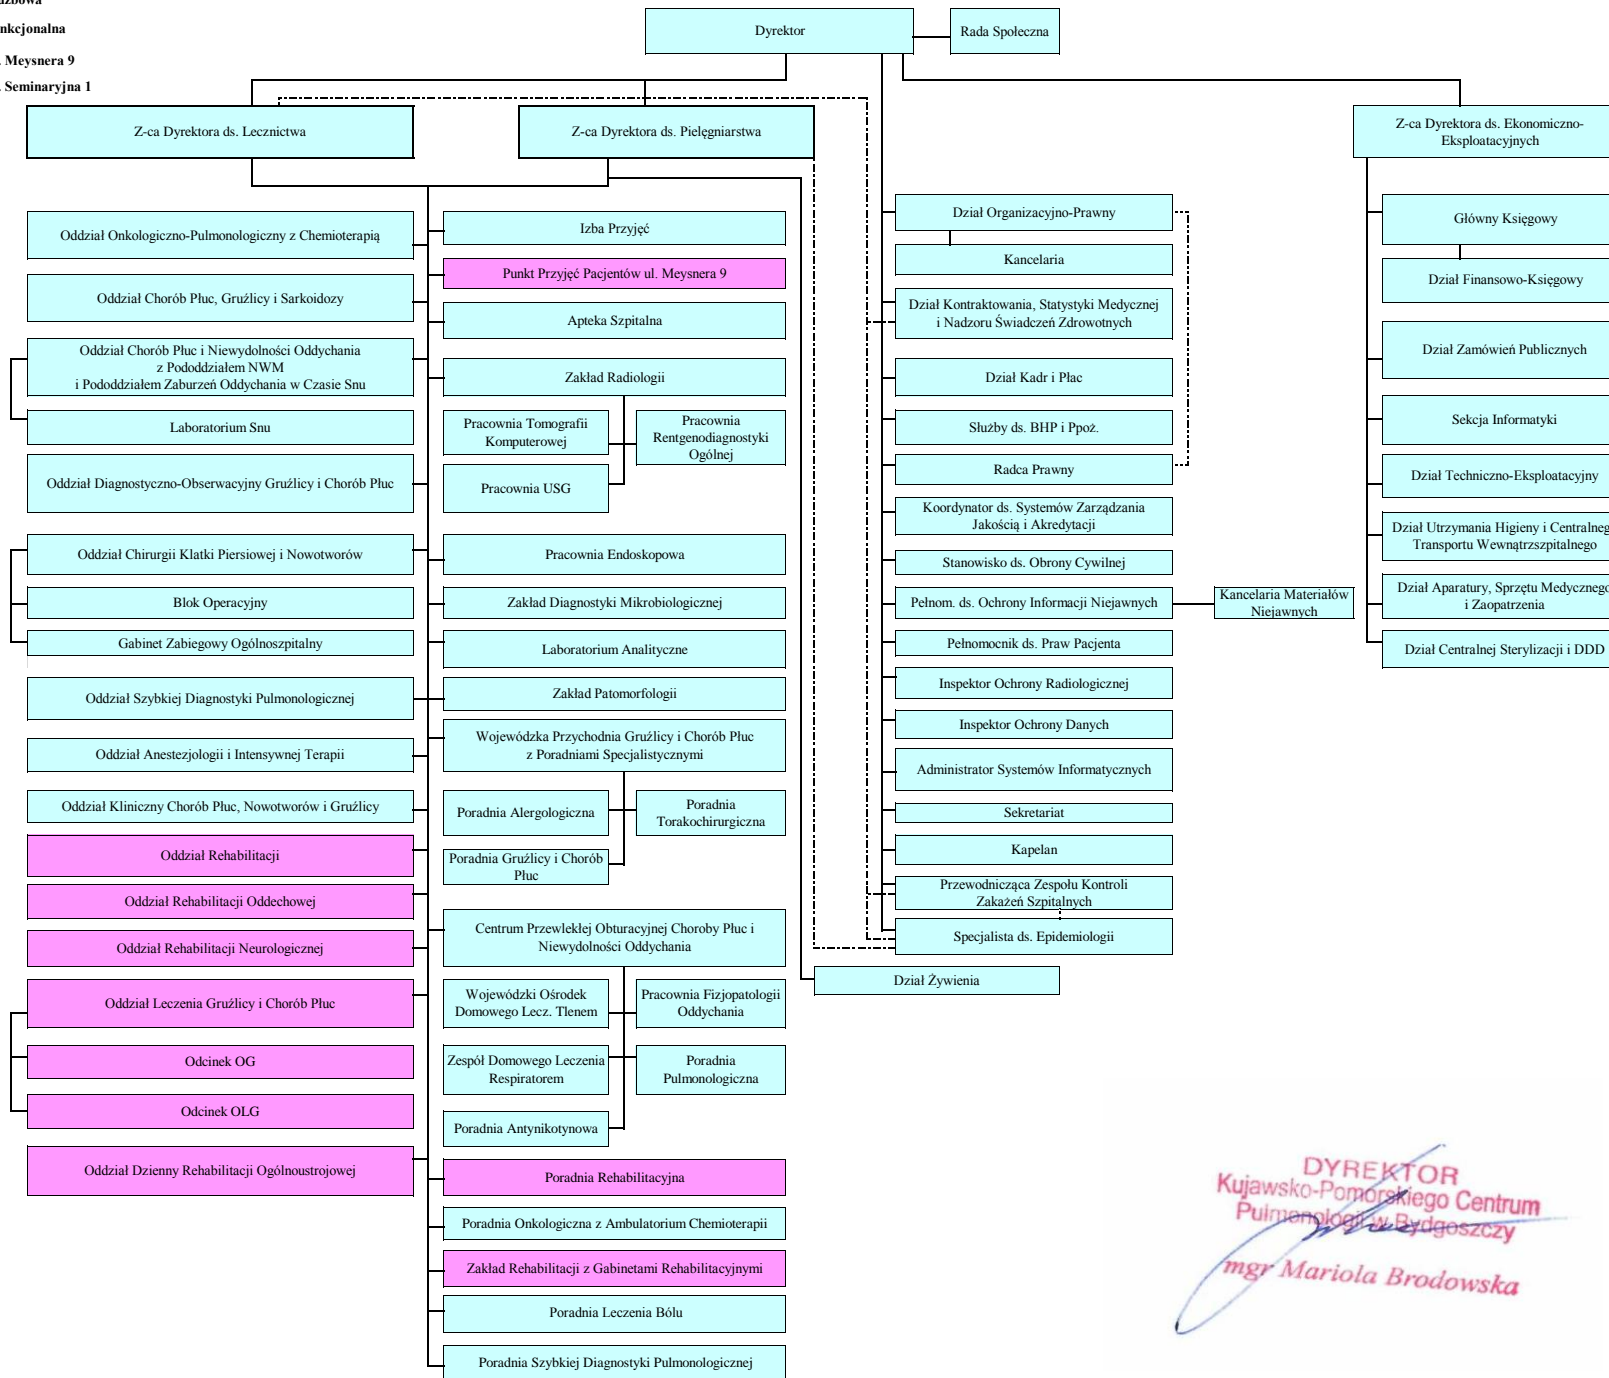 nkcjonalna
. Meysnera 9
. Seminaryjna 1
Dyrektor
Rada Społeczna
Z-ca Dyrektora ds. Lecznictwa
Z-ca Dyrektora ds. Pielęgniarstwa
Z-ca Dyrektora ds. Ekonomiczno-
Eksploatacyjnych
Oddział Onkologiczno-Pulmonologiczny z Chemioterapią
Oddział Chorób Płuc, Gruźlicy i Sarkoidozy
Oddział Chorób Płuc i Niewydolności Oddychania
z Pododdziałem NWM
i Pododdziałem Zaburzeń Oddychania w Czasie Snu
Laboratorium Snu
Oddział Diagnostyczno-Obserwacyjny Gruźlicy i Chorób Płuc
Oddział Chirurgii Klatki Piersiowej i Nowotworów
Blok Operacyjny
Gabinet Zabiegowy Ogólnoszpitalny
Oddział Szybkiej Diagnostyki Pulmonologicznej
Oddział Anestezjologii i Intensywnej Terapii
Oddział Kliniczny Chorób Płuc, Nowotworów i Gruźlicy
Oddział Rehabilitacji
Oddział Rehabilitacji Oddechowej
Oddział Rehabilitacji Neurologicznej
Oddział Leczenia Gruźlicy i Chorób Płuc
Odcinek OG
Odcinek OLG
Oddział Dzienny Rehabilitacji Ogólnoustrojowej
Izba Przyjęć
Punkt Przyjęć Pacjentów ul. Meysnera 9
Apteka Szpitalna
Zakład Radiologii
Pracownia Tomografii
Komputerowej
Pracownia
Rentgenodiagnostyki
Ogólnej
Pracownia USG
Pracownia Endoskopowa
Zakład Diagnostyki Mikrobiologicznej
Laboratorium Analityczne
Zakład Patomorfologii
Wojewódzka Przychodnia Gruźlicy i Chorób Płuc
z Poradniami Specjalistycznymi
Poradnia Alergologiczna
Poradnia
Torakochirurgiczna
Poradnia Gruźlicy i Chorób
Płuc
Centrum Przewlekłej Obturacyjnej Choroby Płuc i
Niewydolności Oddychania
Wojewódzki Ośrodek
Domowego Lecz. Tlenem
Pracownia Fizjopatologii
Oddychania
Zespół Domowego Leczenia
Respiratorem
Poradnia
Pulmonologiczna
Poradnia Antynikotynowa
Poradnia Rehabilitacyjna
Poradnia Onkologiczna z Ambulatorium Chemioterapii
Zakład Rehabilitacji z Gabinetami Rehabilitacyjnymi
Poradnia Leczenia Bólu
Poradnia Szybkiej Diagnostyki Pulmonologicznej
Dział Organizacyjno-Prawny
Kancelaria
Dział Kontraktowania, Statystyki Medycznej
i Nadzoru Świadczeń Zdrowotnych
Dział Kadr i Płac
Służby ds. BHP i Ppoż.
Radca Prawny
Koordynator ds. Systemów Zarządzania
Jakością i Akredytacji
Stanowisko ds. Obrony Cywilnej
Pełnom. ds. Ochrony Informacji Niejawnych
Kancelaria Materiałów
Niejawnych
Pełnomocnik ds. Praw Pacjenta
Inspektor Ochrony Radiologicznej
Inspektor Ochrony Danych
Administrator Systemów Informatycznych
Sekretariat
Kapelan
Przewodnicząca Zespołu Kontroli
Zakażeń Szpitalnych
Specjalista ds. Epidemiologii
Dział Żywienia
Główny Księgowy
Dział Finansowo-Księgowy
Dział Zamówień Publicznych
Sekcja Informatyki
Dział Techniczno-Eksploatacyjny
Dział Utrzymania Higieny i Centralneg
Transportu Wewnątrzszpitalnego
Dział Aparatury, Sprzętu Medycznego
i Zaopatrzenia
Dział Centralnej Sterylizacji i DDD
DYREKTOR
Kujawsko-Pomorskiego Centrum
Pulmonologii w Bydgoszczy
mgr Mariola Brodowska